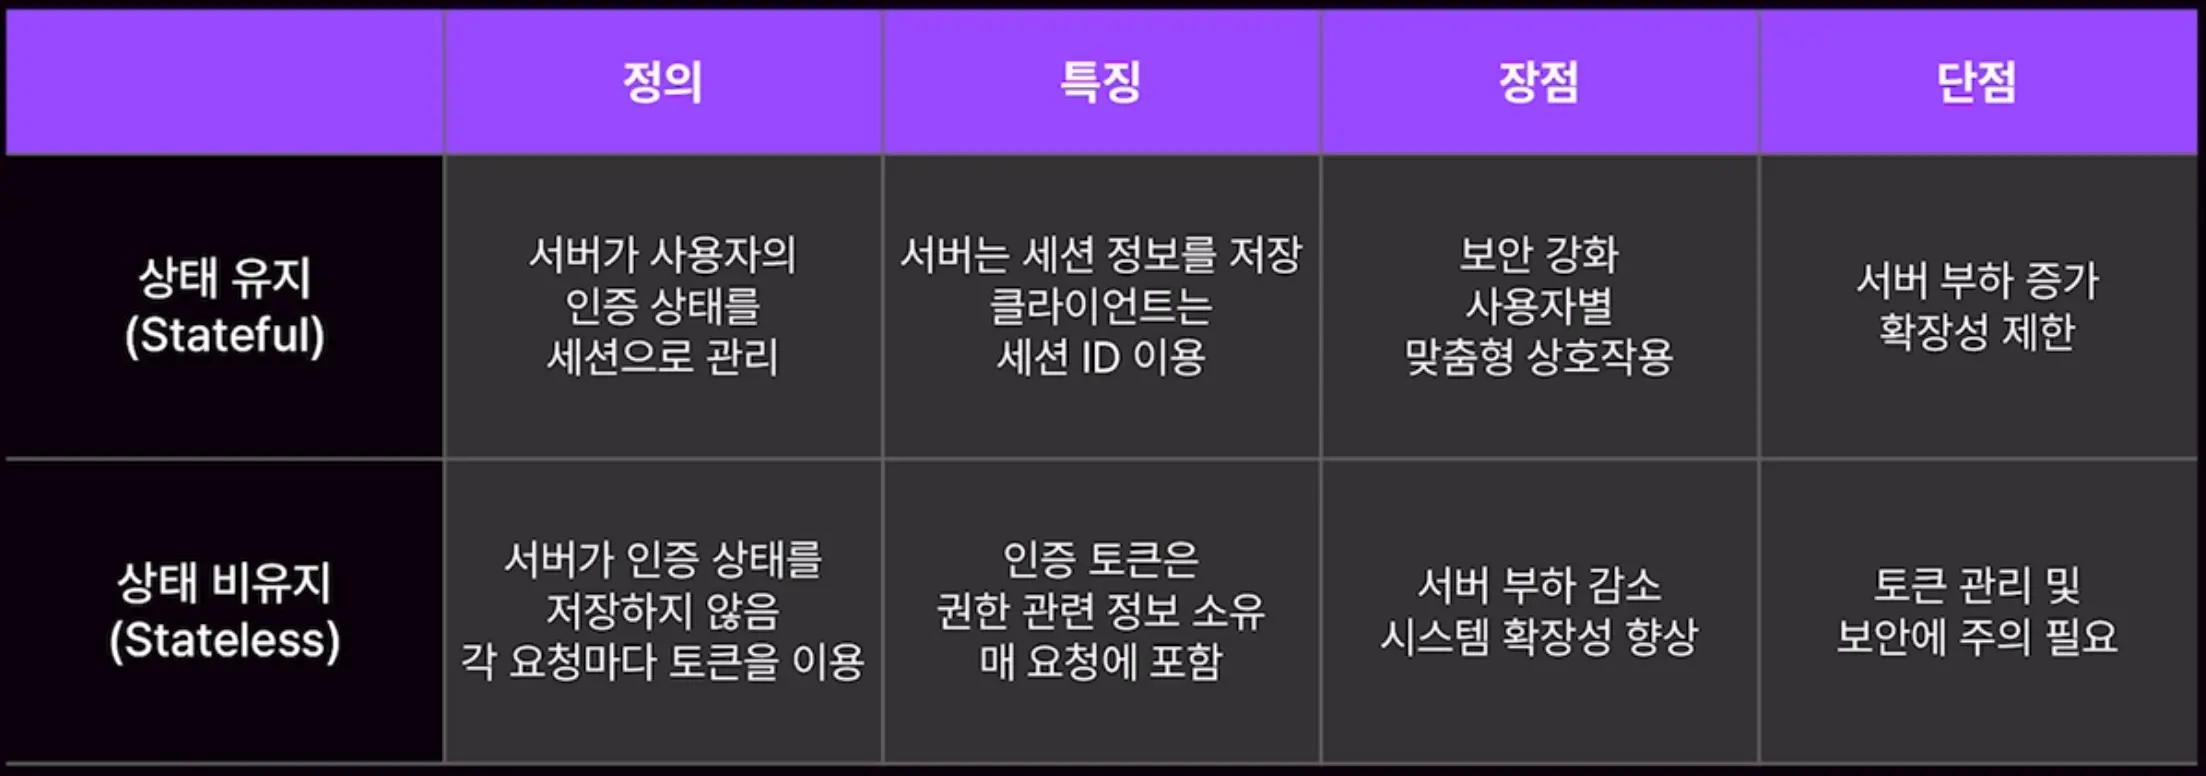 정의
특징
장점
단점
상태 유지
(Stateful)
서버가 사용자의
인증 상태를
세션으로 관리
서버는 세션 정보를 저장
클라이언트는
세션 ID 이용
보안 강화
사용자별
맞춤형 상호작용
서버 부하 증가
확장성 제한
상태 비유지
(Stateless)
서버가 인증 상태를
저장하지 않음
각 요청마다 토큰을 이용
인증 토큰은
권한 관련 정보 소유
매 요청에 포함
서버 부하 감소
시스템 확장성 향상
토큰 관리 및
보안에 주의 필요